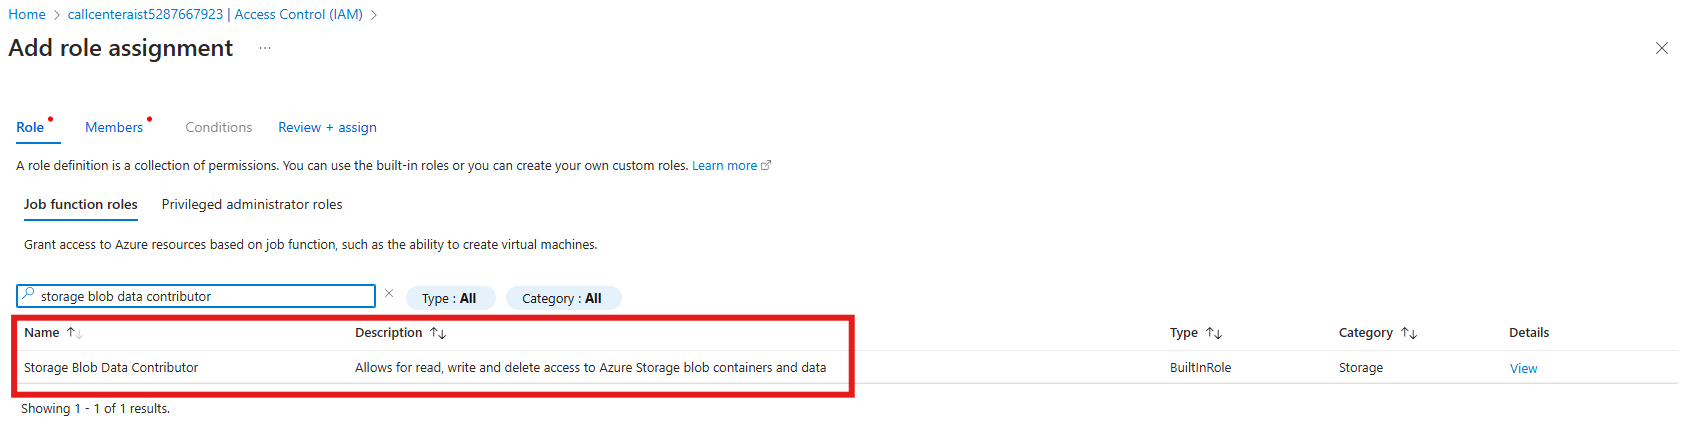 Home > callcenteraist5287667923 | Access Control (IAM) >
Add role assignment ...
Role Members Conditions Review + assign
A role definition is a collection of permissions. You can use the built-in roles or you can create your own custom roles. Learn more
Job function roles Privileged administrator roles
Grant access to Azure resources based on job function, such as the ability to create virtual machines.
storage blob data contributor Type : All Category : All
Name Description Type Category Details
Storage Blob Data Contributor Allows for read, write and delete access to Azure Storage blob containers and data BuiltInRole Storage View
Showing 1 - 1 of 1 results.